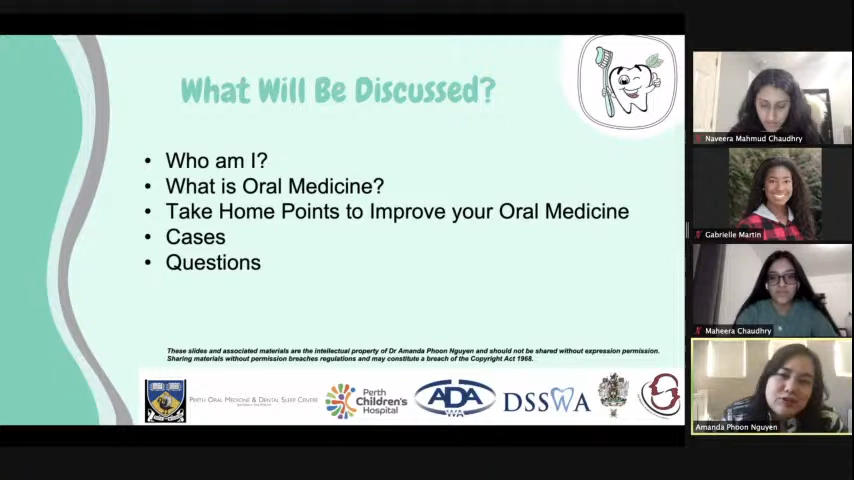 What Will Be Discussed?
• Who am I?
• What is Oral Medicine?
• Take Home Points to Improve your Oral Medicine
• Cases
• Questions
These slides and associated materials are the intellectual property of Dr Amanda Phoon Nguyen and should not be shared without expression permission.
Sharing materials without permission breaches regulations and may constitute a breach of the Copyright Act 1968.
PERTH ORAL MEDICINE & DENTAL SLEEP CENTRE
Perth
Children's
Hospital
ADA
WA
DSSWA
Naveera Mahmud Chaudhry
Gabrielle Martin
Maheera Chaudhry
Amanda Phoon Nguyen